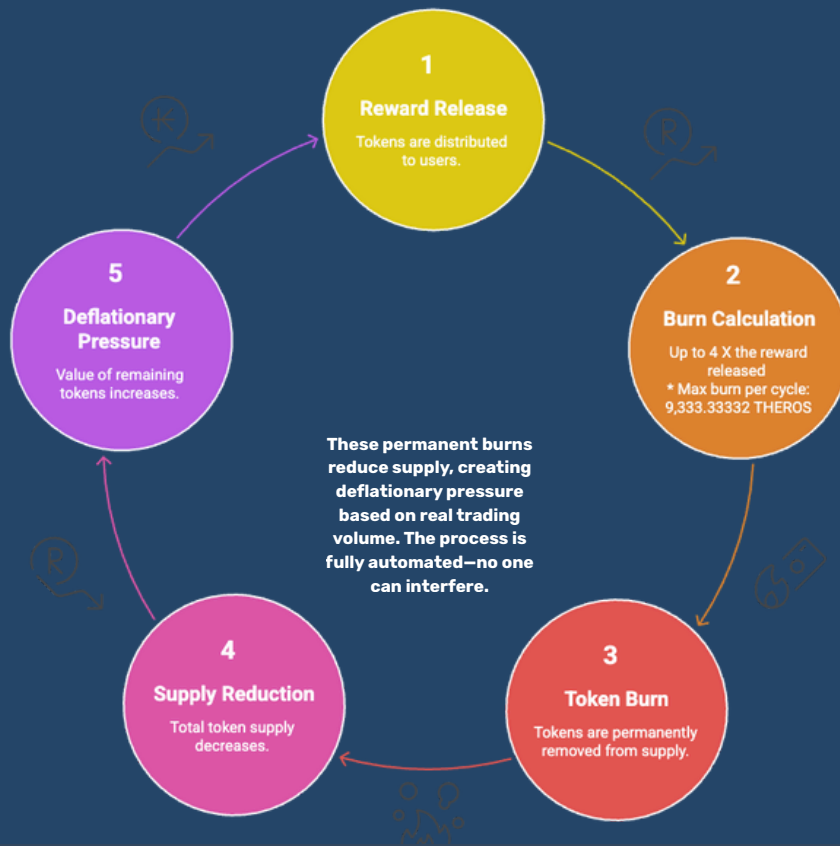 1
Reward Release
Tokens are distributed
to users.
2
Burn Calculation
Up to 4 X the reward
released
* Max burn per cycle:
9,333.33332 THEROS
3
Token Burn
Tokens are permanently
removed from supply.
4
Supply Reduction
Total token supply
decreases.
5
Deflationary
Pressure
Value of remaining
tokens increases.
These permanent burns
reduce supply, creating
deflationary pressure
based on real trading
volume. The process is
fully automated—no one
can interfere.